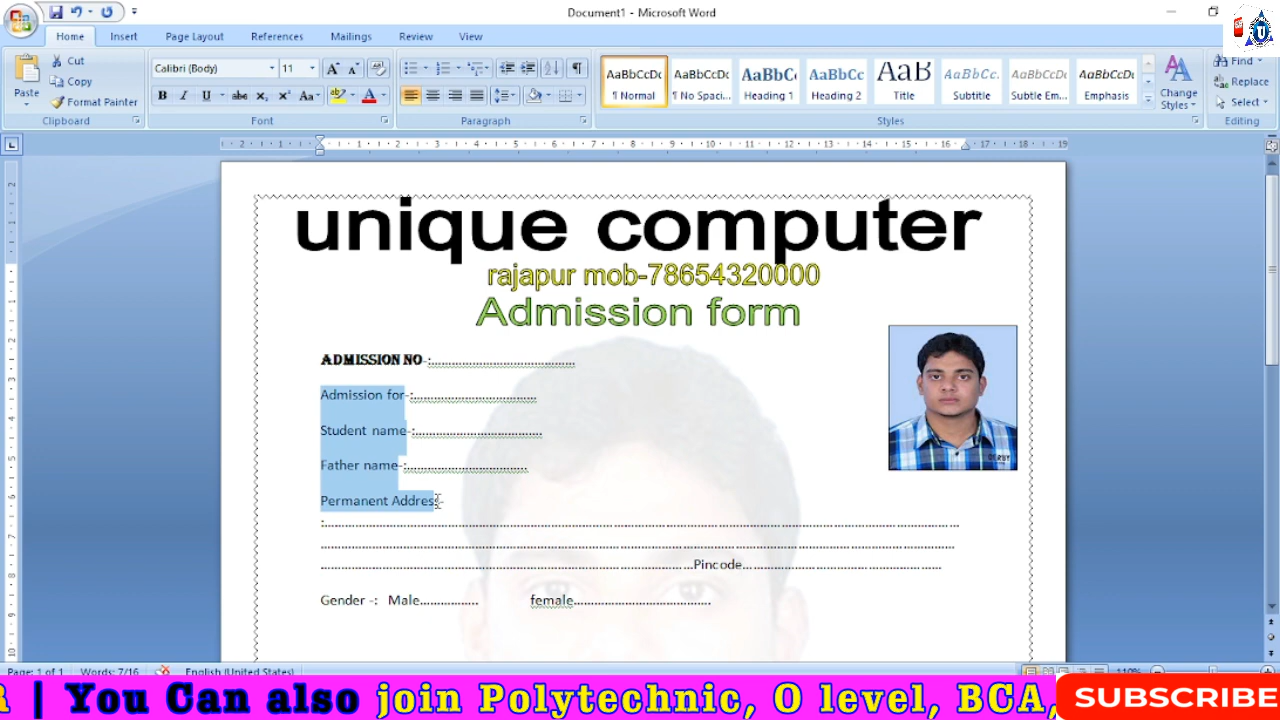 Document1 - Microsoft Word
Home Insert Page Layout References Mailings Review View
Cut
Copy
Format Painter
Paste
Clipboard
Calibri (Body) 11
Font
Paragraph
AaBbCcDc AaBbCcDc AaBbC AaBbCc AaB AaBbCc. AaBbCcDc AaBbCcDc
¶ Normal ¶ No Spaci... Heading 1 Heading 2 Title Subtitle Subtle Em... Emphasis
Change Styles
Styles
Find
Replace
Select
Editing
unique computer
rajapur mob-78654320000
Admission form
ADMISSION NO-:..........................................
Admission for-:....................................
Student name-:.....................................
Father name-:....................................
Permanent Address-
:..........................................................................................................................................................................................
..........................................................................................................................................................................................
.............................................................................................................Pincode..........................................................
Gender -: Male................. female........................................
DERBY
Page: 1 of 1 Words: 7/16 English (United States) 110%
R | You Can also join Polytechnic, O level, BCA,
SUBSCRIBE